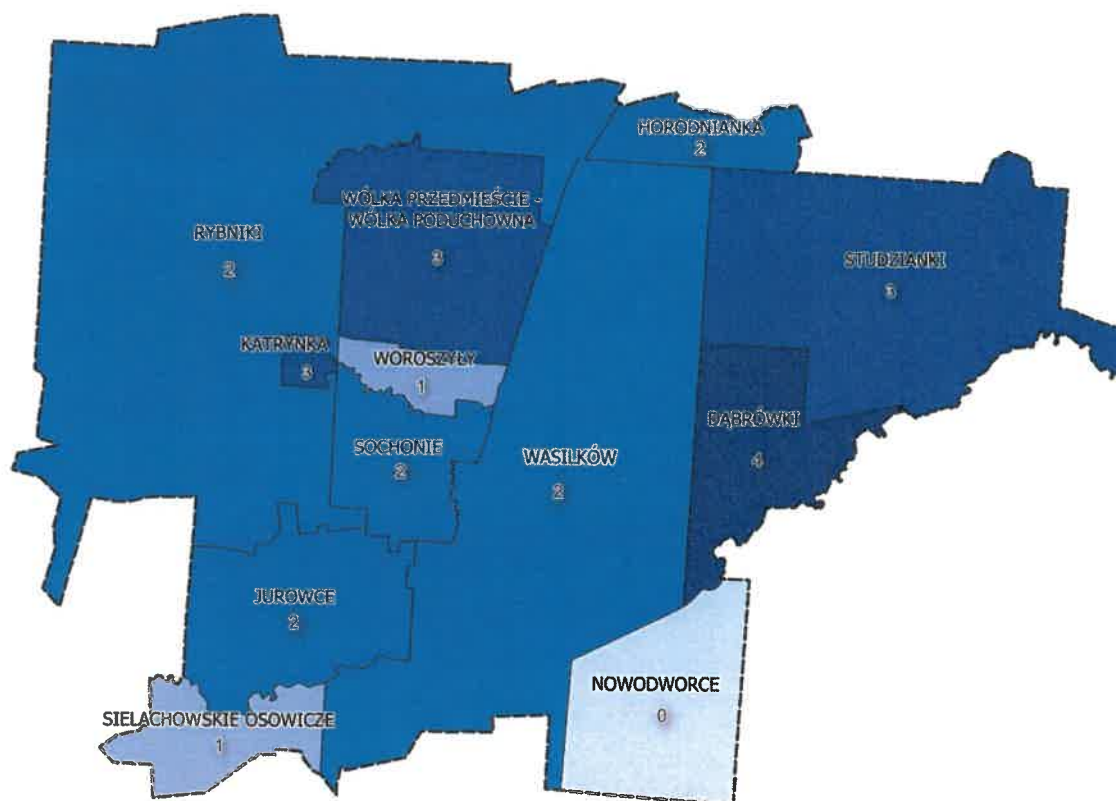 HORODNIANKA
2
WÓLKA PRZEDMIEŚCIE -
WÓLKA PODUCHOWNA
3
RYBNIKI
2
STUDZIANKI
3
KATRYNKA
3
WOROSZYŁY
1
DĄBRÓWKI
4
SOCHONIE
2
WASILKÓW
2
JUROWCE
2
NOWODWORCE
0
SIELACHOWSKIE OSOWICZE
1